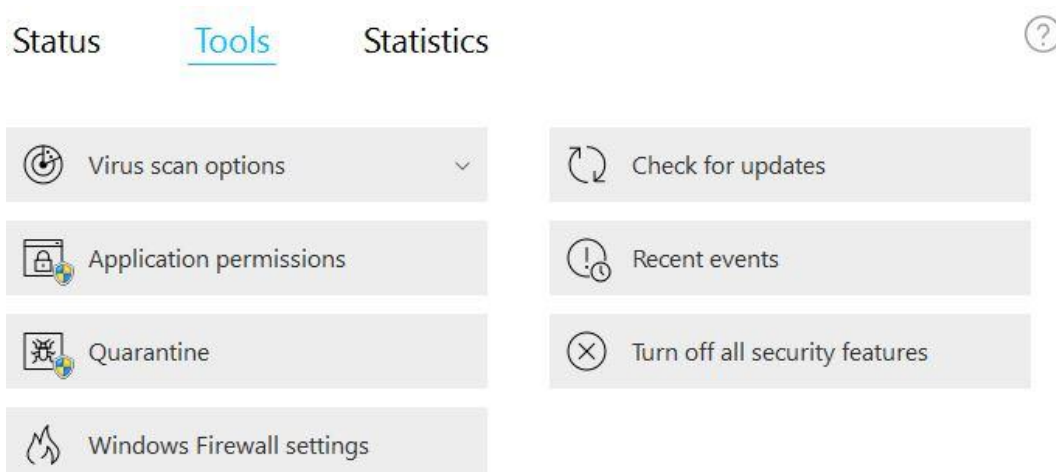 Status Tools Statistics ?
Virus scan options
Check for updates
Application permissions
Recent events
Quarantine
Turn off all security features
Windows Firewall settings